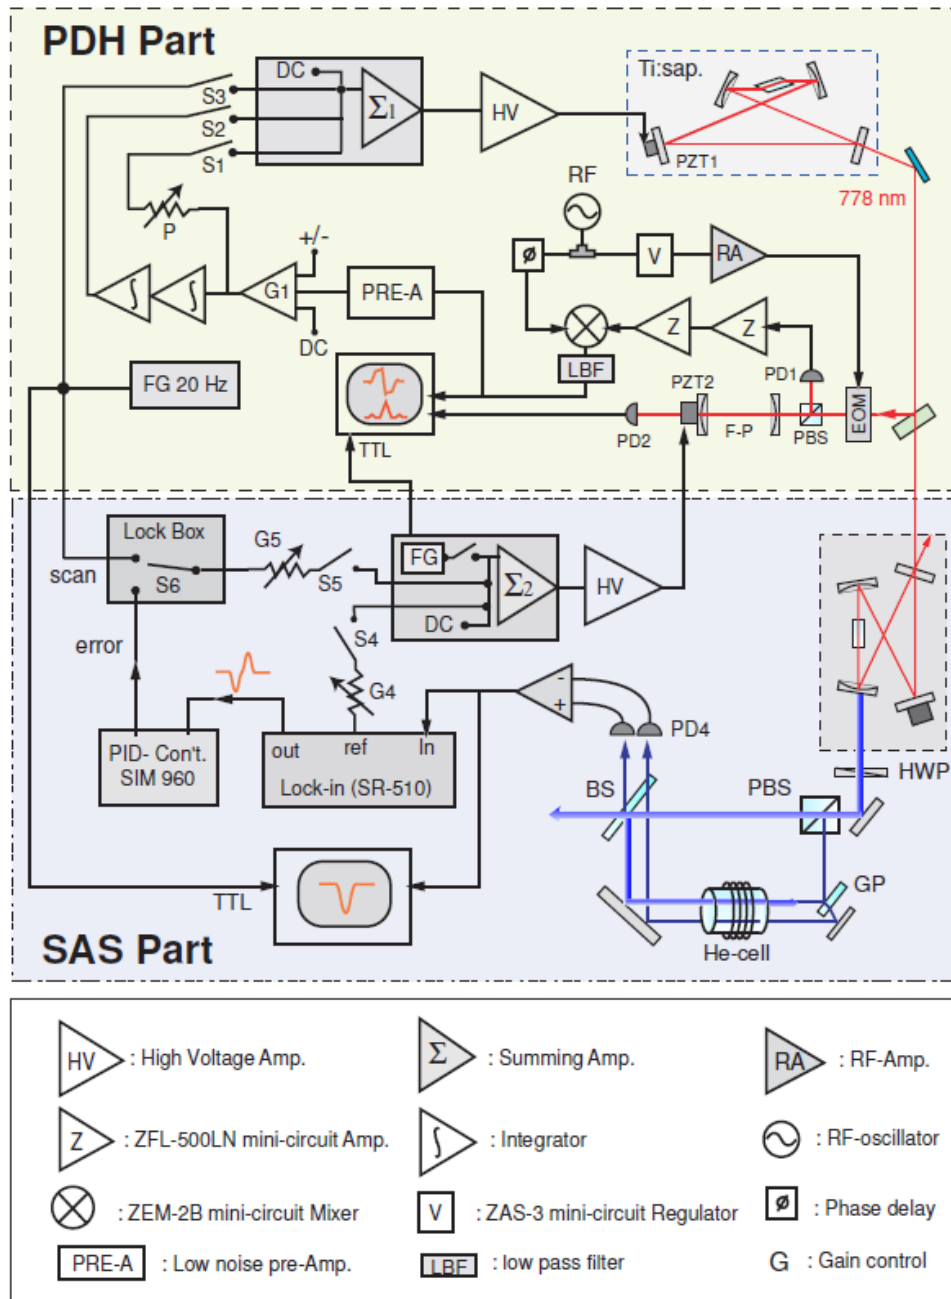 PDH Part
DC
S3
S2
S1
Σ1
HV
Ti:sap.
PZT1
778 nm
RF
P
+/-
ϕ
V
RA
∫
∫
G1
PRE-A
DC
Z
Z
LBF
FG 20 Hz
PZT2
PD1
EOM
TTL
PD2
F-P
PBS
Lock Box
G5
scan
S6
S5
FG
Σ2
HV
DC
S4
error
G4
-
+
PD4
PID- Con't.
SIM 960
out
ref
In
Lock-in (SR-510)
HWP
BS
PBS
GP
TTL
He-cell
SAS Part
HV : High Voltage Amp.
Σ : Summing Amp.
RA : RF-Amp.
Z : ZFL-500LN mini-circuit Amp.
∫ : Integrator
: RF-oscillator
: ZEM-2B mini-circuit Mixer
V : ZAS-3 mini-circuit Regulator
ϕ : Phase delay
PRE-A : Low noise pre-Amp.
LBF : low pass filter
G : Gain control